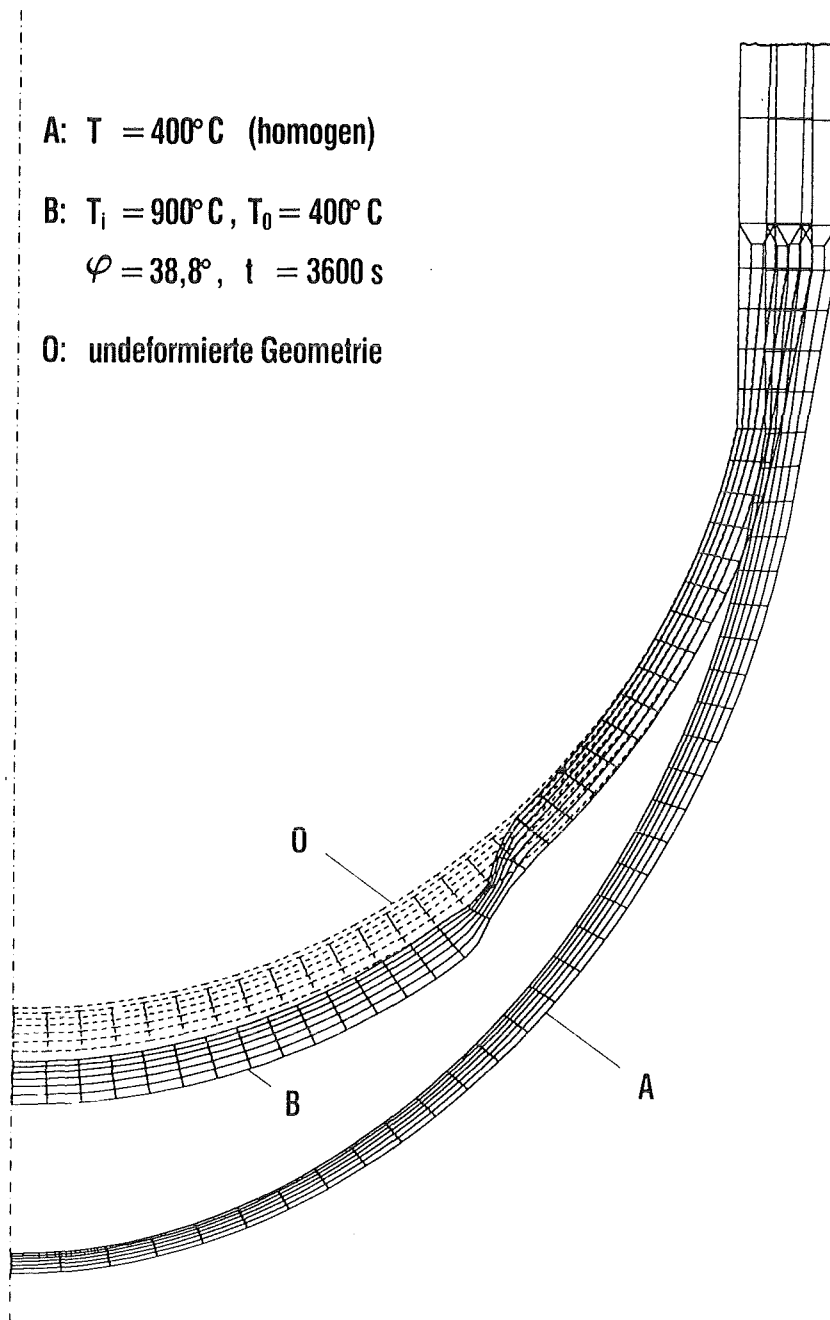 A: T = 400° C (homogen)
B: Ti = 900° C, T0 = 400° C
φ = 38,8°, t = 3600 s
0: undeformierte Geometrie
0
B
A